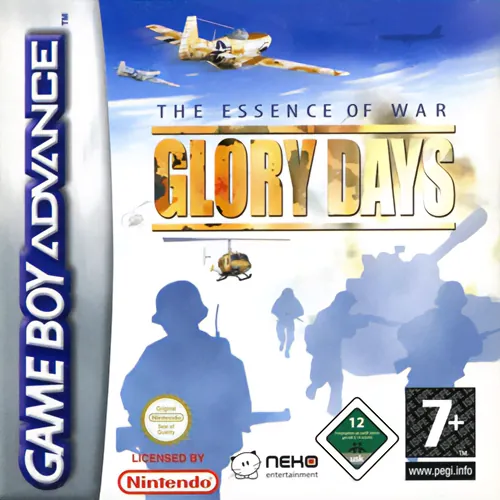 GAME BOY ADVANCE
THE ESSENCE OF WAR
GLORY DAYS
Original
Nintendo
Seal of
Quality
LICENSED BY
Nintendo
NEKO
entertainment
12
usk
7+
TM
www.pegi.info